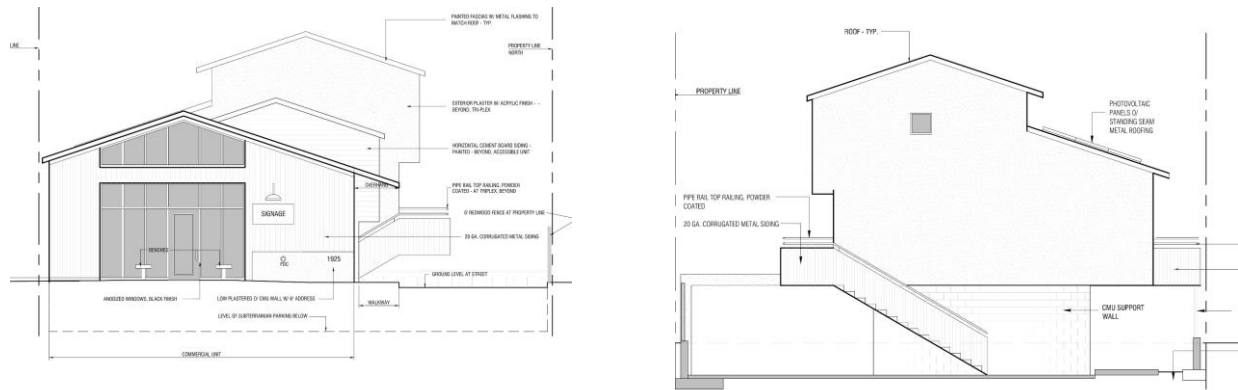 PAINTED FASCIAS W/ METAL FLASHING TO
MATCH ROOF - TYP.
LINE
PROPERTY LINE
NORTH
EXTERIOR PLASTER W/ ACRYLIC FINISH - -
BEYOND, TRI-PLEX
HORIZONTAL CEMENT BOARD SIDING -
PAINTED - BEYOND, ACCESSIBLE UNIT
OVERHANG
PIPE RAIL TOP RAILING, POWDER
COATED - AT TRIPLEX, BEYOND
6' REDWOOD FENCE AT PROPERTY LINE
SIGNAGE
20 GA. CORRUGATED METAL SIDING
BENCHES
FDC
1925
GROUND LEVEL AT STREET
ANODIZED WINDOWS, BLACK FINISH
LOW PLASTERED O/ CMU WALL W/ 8" ADDRESS
WALKWAY
LEVEL OF SUBTERRANIAN PARKING BELOW
COMMERCIAL UNIT
ROOF - TYP.
PROPERTY LINE
PHOTOVOLTAIC
PANELS O/
STANDING SEAM
METAL ROOFING
PIPE RAIL TOP RAILING, POWDER
COATED
20 GA. CORRUGATED METAL SIDING
CMU SUPPORT
WALL